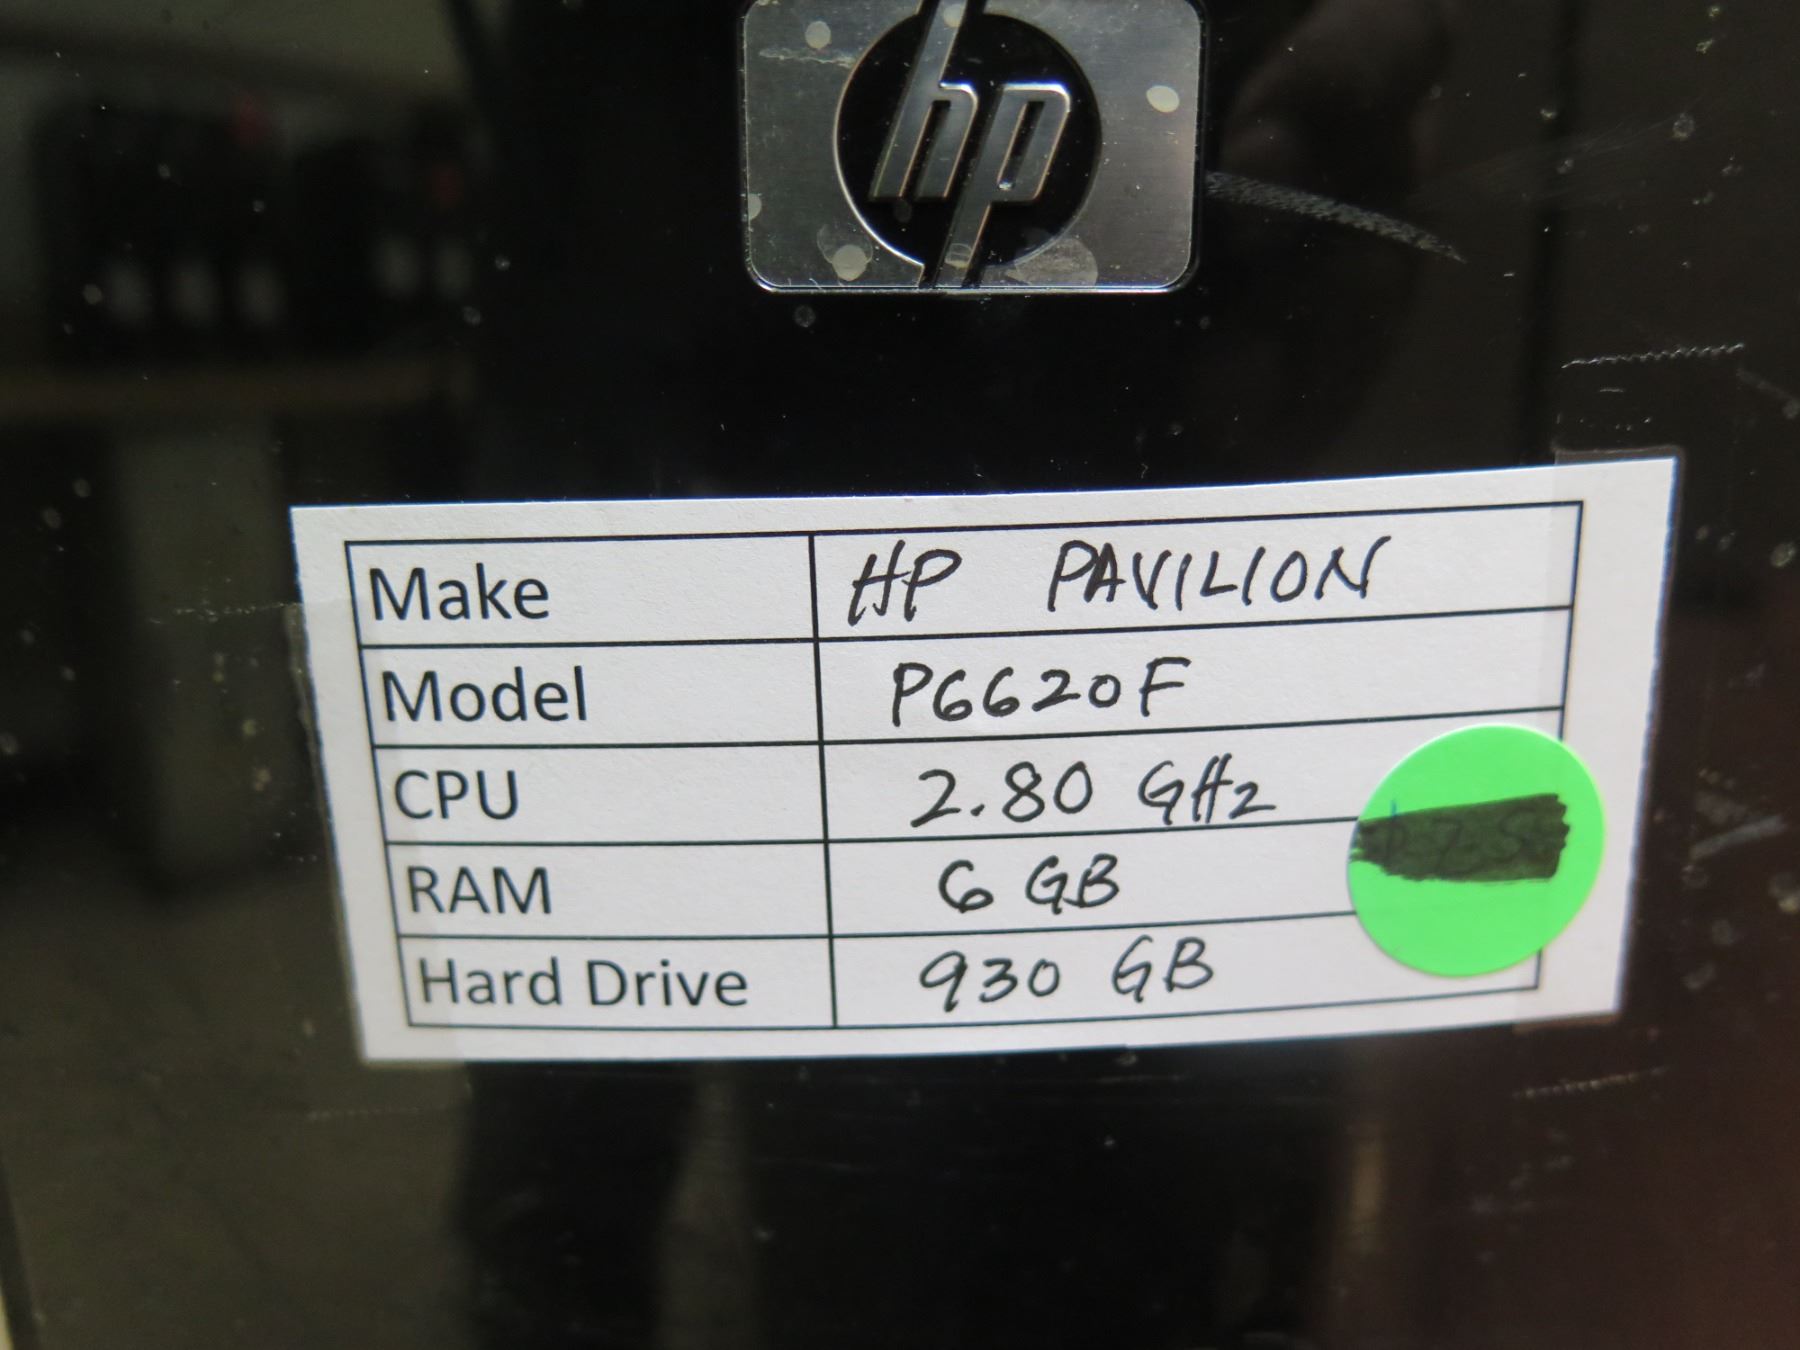 hp
Make HP PAVILION
Model P6620F
CPU 2.80 GHz
RAM 6 GB
Hard Drive 930 GB